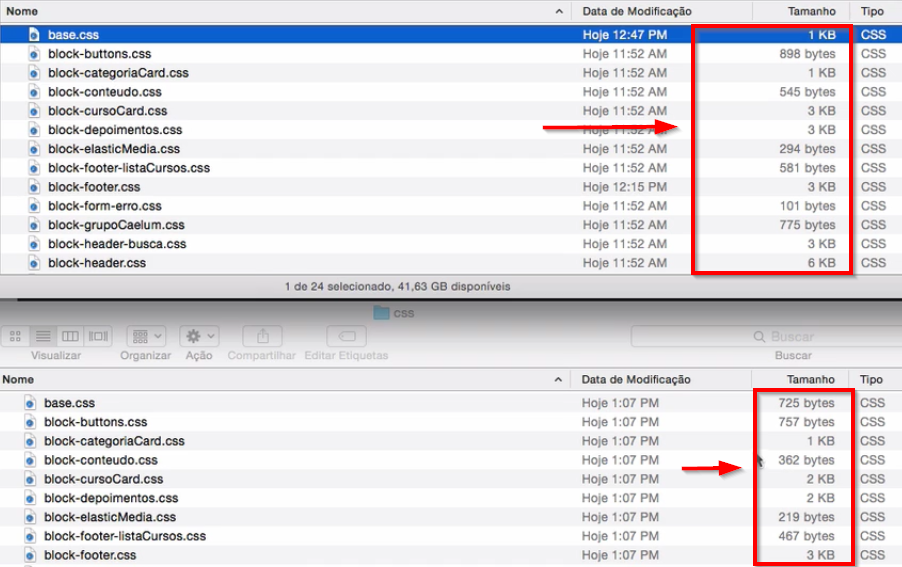 Nome Data de Modificação Tamanho Tipo
base.css Hoje 12:47 PM 1 KB CSS
block-buttons.css Hoje 11:52 AM 898 bytes CSS
block-categoriaCard.css Hoje 11:52 AM 1 KB CSS
block-conteudo.css Hoje 11:52 AM 545 bytes CSS
block-cursoCard.css Hoje 11:52 AM 3 KB CSS
block-depoimentos.css Hoje 11:52 AM 3 KB CSS
block-elasticMedia.css Hoje 11:52 AM 294 bytes CSS
block-footer-listaCursos.css Hoje 11:52 AM 581 bytes CSS
block-footer.css Hoje 12:15 PM 3 KB CSS
block-form-erro.css Hoje 11:52 AM 101 bytes CSS
block-grupoCaelum.css Hoje 11:52 AM 775 bytes CSS
block-header-busca.css Hoje 11:52 AM 3 KB CSS
block-header.css Hoje 11:52 AM 6 KB CSS
1 de 24 selecionado, 41,63 GB disponíveis
css
Buscar
Visualizar Organizar Ação Compartilhar Editar Etiquetas Buscar
Nome Data de Modificação Tamanho Tipo
base.css Hoje 1:07 PM 725 bytes CSS
block-buttons.css Hoje 1:07 PM 757 bytes CSS
block-categoriaCard.css Hoje 1:07 PM 1 KB CSS
block-conteudo.css Hoje 1:07 PM 362 bytes CSS
block-cursoCard.css Hoje 1:07 PM 2 KB CSS
block-depoimentos.css Hoje 1:07 PM 2 KB CSS
block-elasticMedia.css Hoje 1:07 PM 219 bytes CSS
block-footer-listaCursos.css Hoje 1:07 PM 467 bytes CSS
block-footer.css Hoje 1:07 PM 3 KB CSS